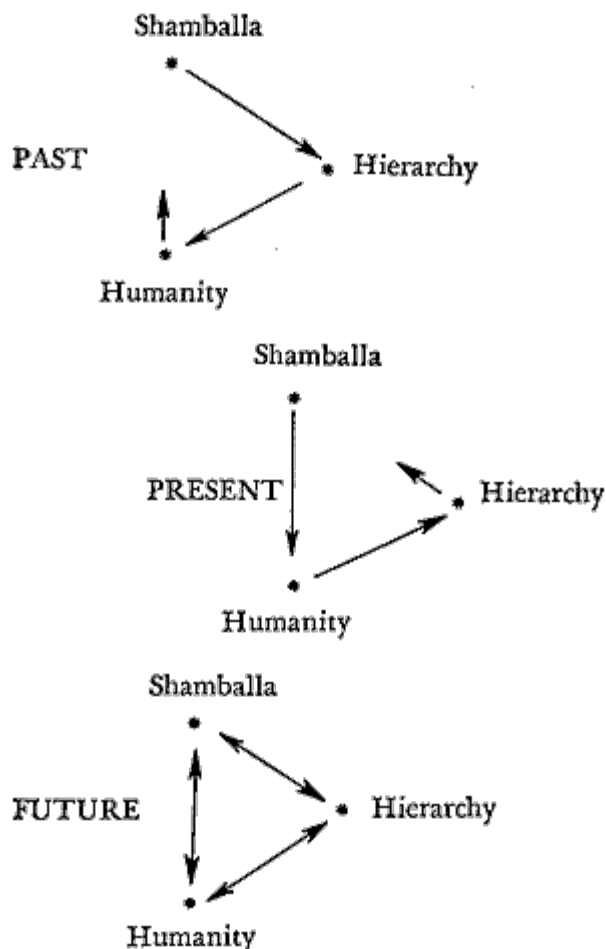 Shamballa
PAST
Hierarchy
Humanity
Shamballa
PRESENT
Hierarchy
Humanity
Shamballa
FUTURE
Hierarchy
Humanity